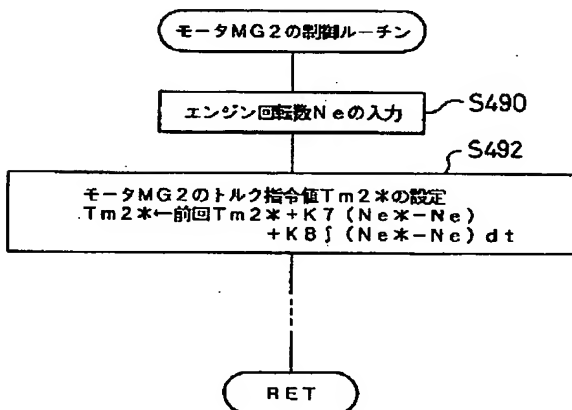 モータMG2の制御ルーチン
エンジン回転数Neの入力
S490
S492
モータMG2のトルク指令値Tm2*の設定
Tm2*←前回Tm2*+K7(Ne*-Ne)
+K8∫(Ne*-Ne)dt
RET